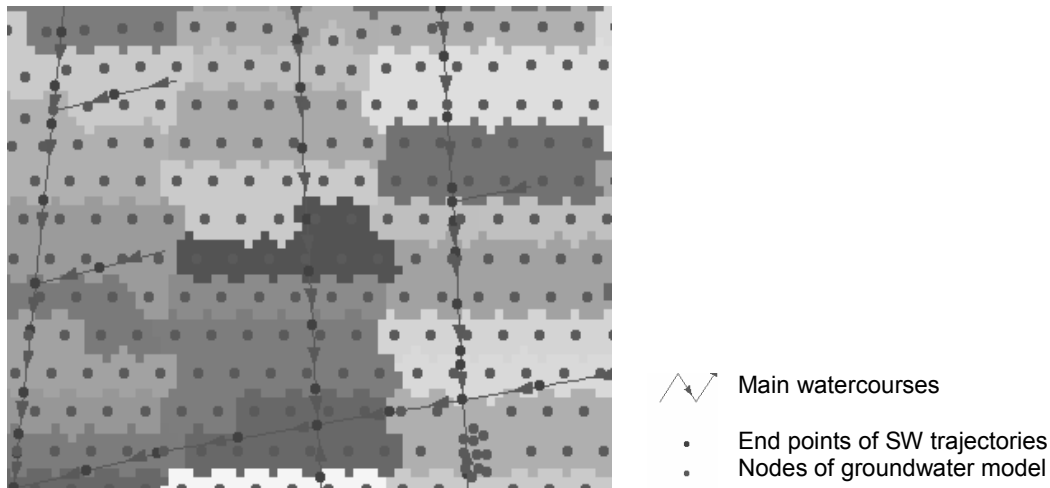 Main watercourses
End points of SW trajectories
Nodes of groundwater model